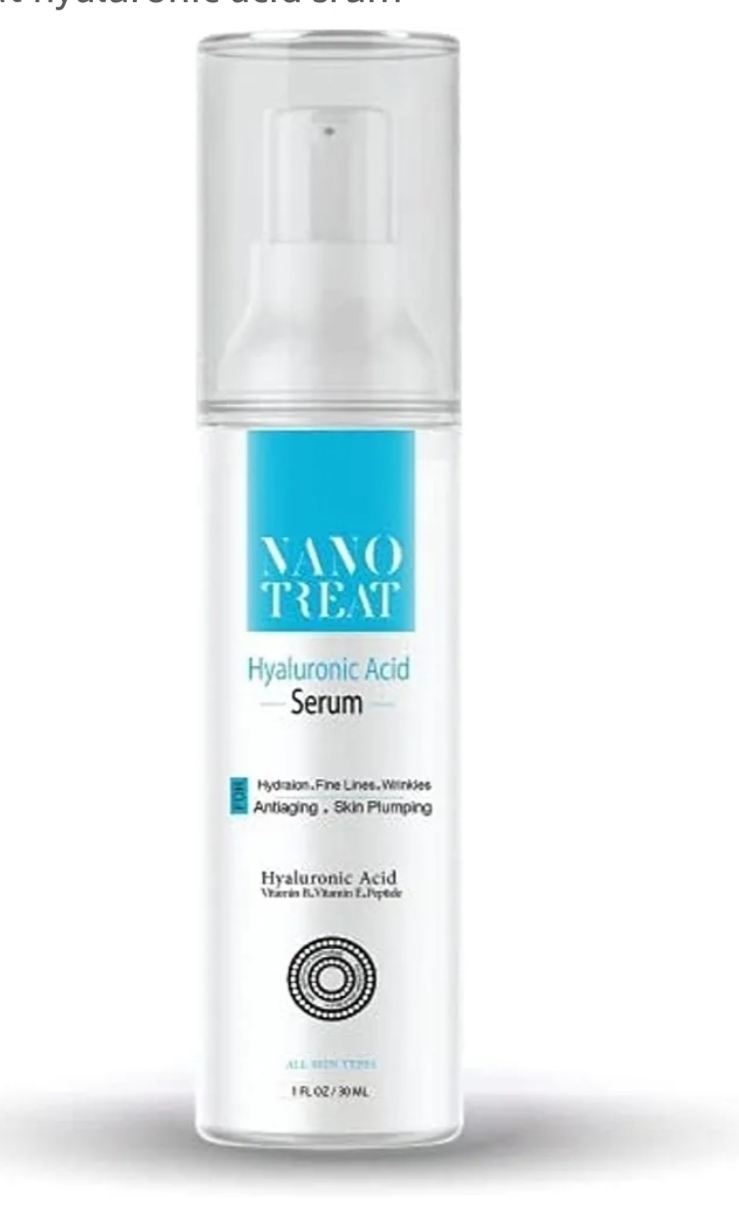 hyaluronic acid srum
NANO
TREAT
Hyaluronic Acid
Serum
FOR
Hydraion.Fine Lines.Wrinkles
Antiaging . Skin Plumping
Hyaluronic Acid
Vitamin B.Vitamin E.Peptide
ALL SKIN TYPES
1 FL OZ / 30 ML